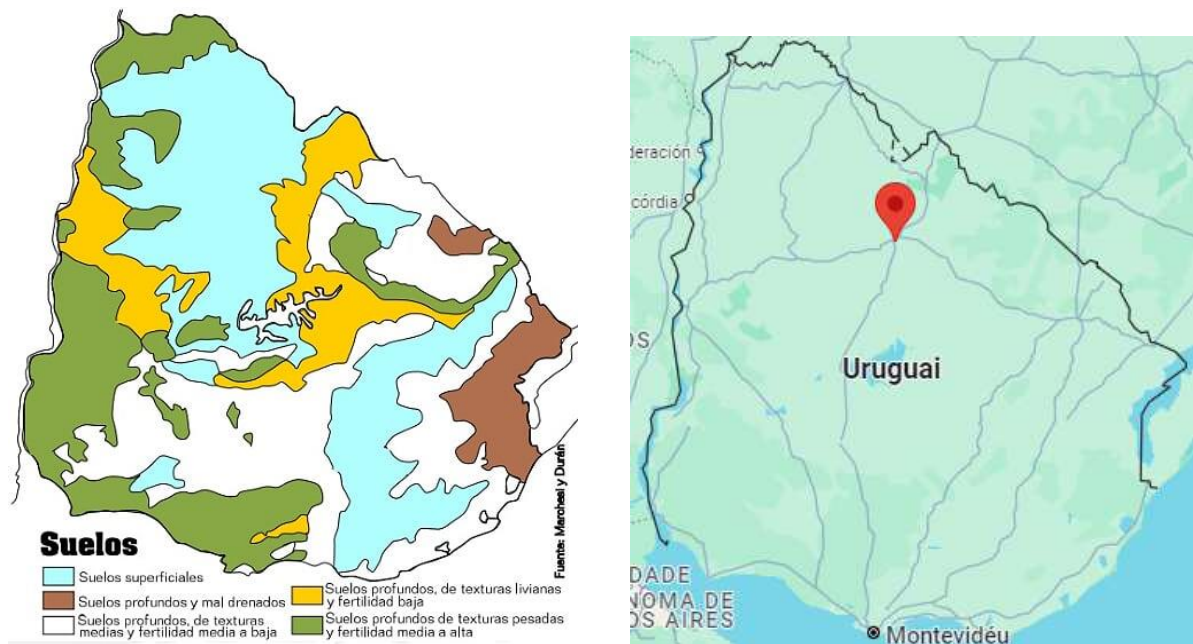 Suelos
Suelos superficiales
Suelos profundos y mal drenados
Suelos profundos, de texturas
medias y fertilidad media a baja
Suelos profundos, de texturas livianas
y fertilidad baja
Suelos profundos de texturas pesadas
y fertilidad media a alta
Fuente: Marchesi y Durán
deración
córdia
OS
Uruguai
DADE
NOMA DE
OS AIRES
Montevidéu